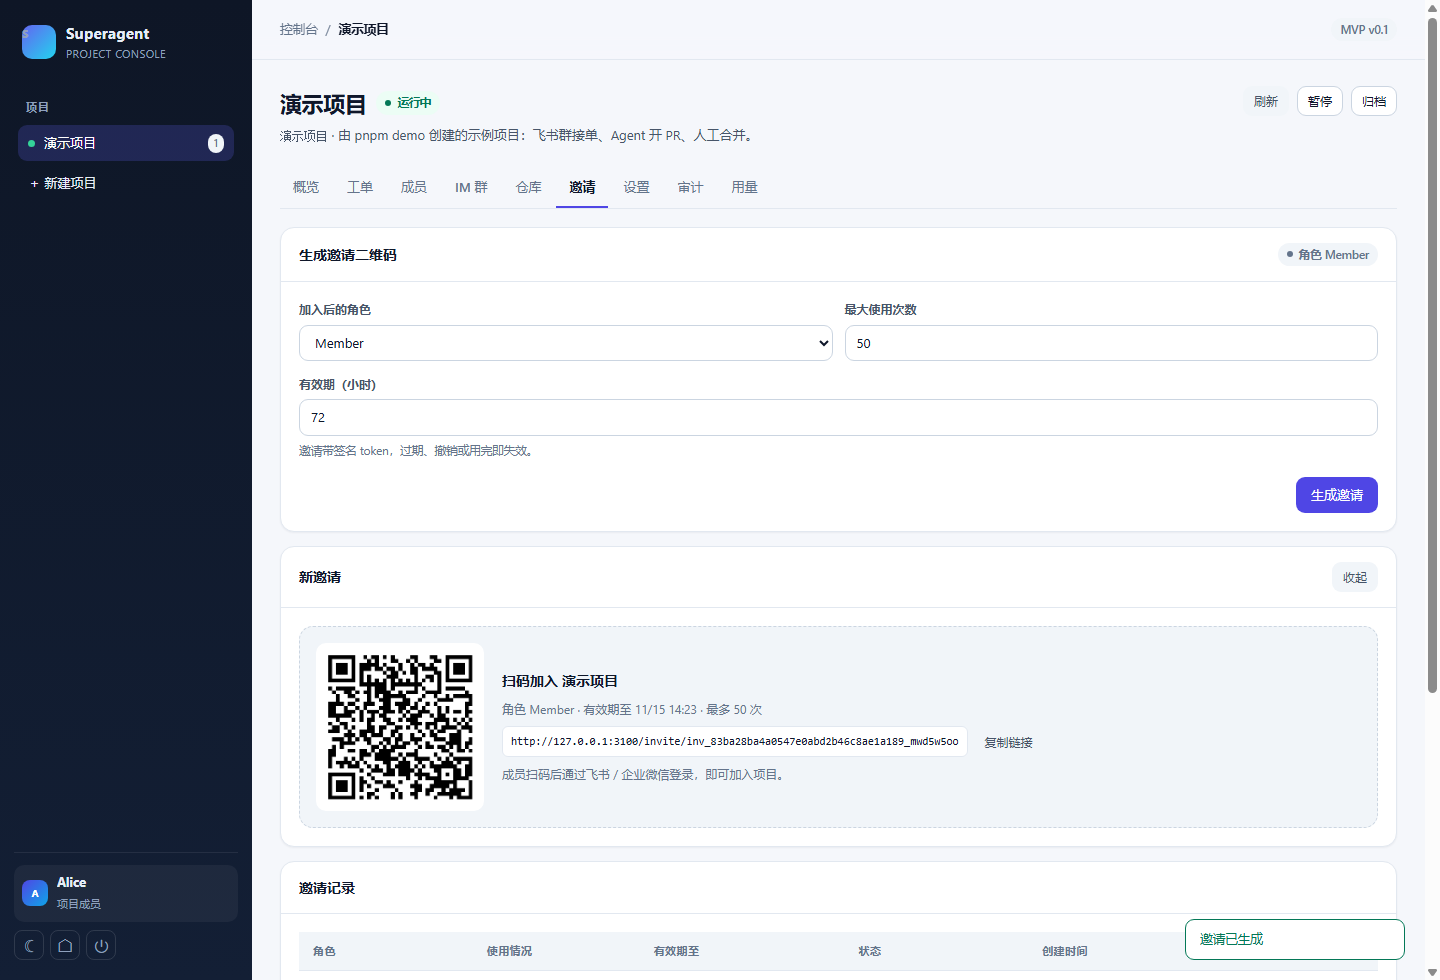 Superagent
PROJECT CONSOLE
项目
演示项目
1
+ 新建项目
Alice
项目成员
A
控制台 / 演示项目
MVP v0.1
演示项目
运行中
刷新
暂停
归档
演示项目 · 由 pnpm demo 创建的示例项目：飞书群接单、Agent 开 PR、人工合并。
概览
工单
成员
IM 群
仓库
邀请
设置
审计
用量
生成邀请二维码
角色 Member
加入后的角色
最大使用次数
Member
50
有效期（小时）
72
邀请带签名 token，过期、撤销或用完即失效。
生成邀请
新邀请
收起
扫码加入 演示项目
角色 Member · 有效期至 11/15 14:23 · 最多 50 次
http://127.0.0.1:3100/invite/inv_83ba28ba4a0547e0abd2b46c8ae1a189_mwd5w5oo
复制链接
成员扫码后通过飞书 / 企业微信登录，即可加入项目。
邀请记录
角色
使用情况
有效期至
状态
创建时间
邀请已生成